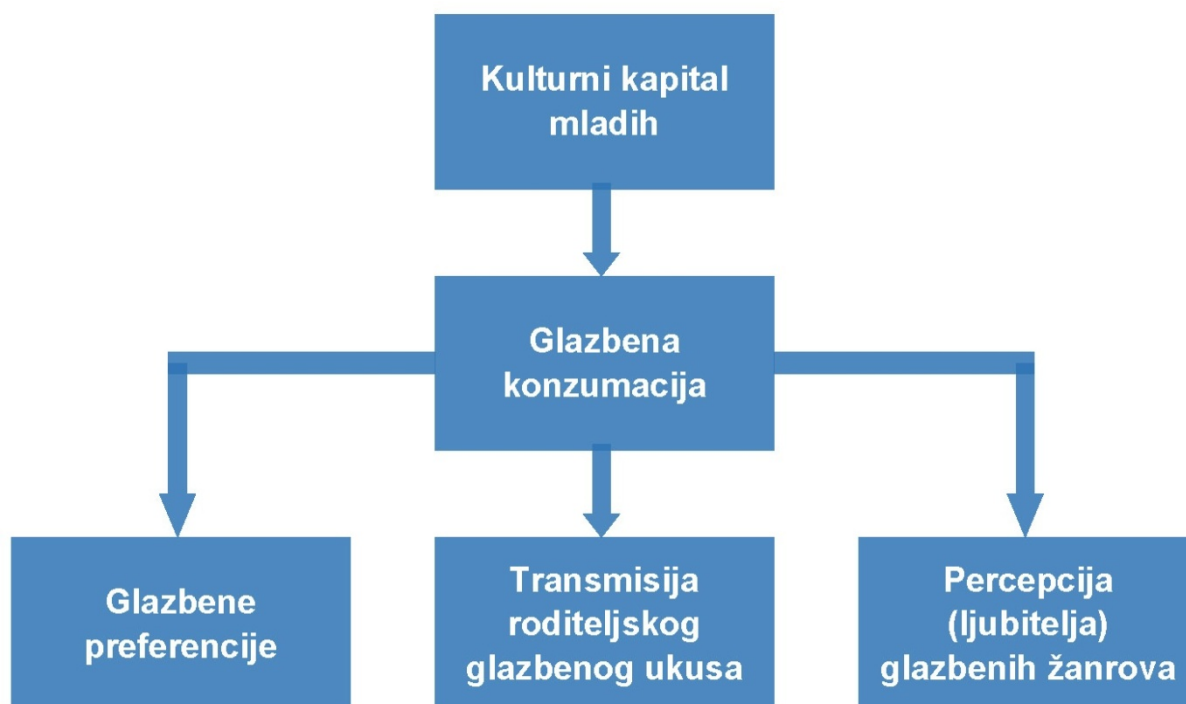 Kulturni kapital
mladih
Glazbena
konzumacija
Glazbene
preferencije
Transmisija
roditeljskog
glazbenog ukusa
Percepcija
(ljubitelja)
glazbenih žanrova